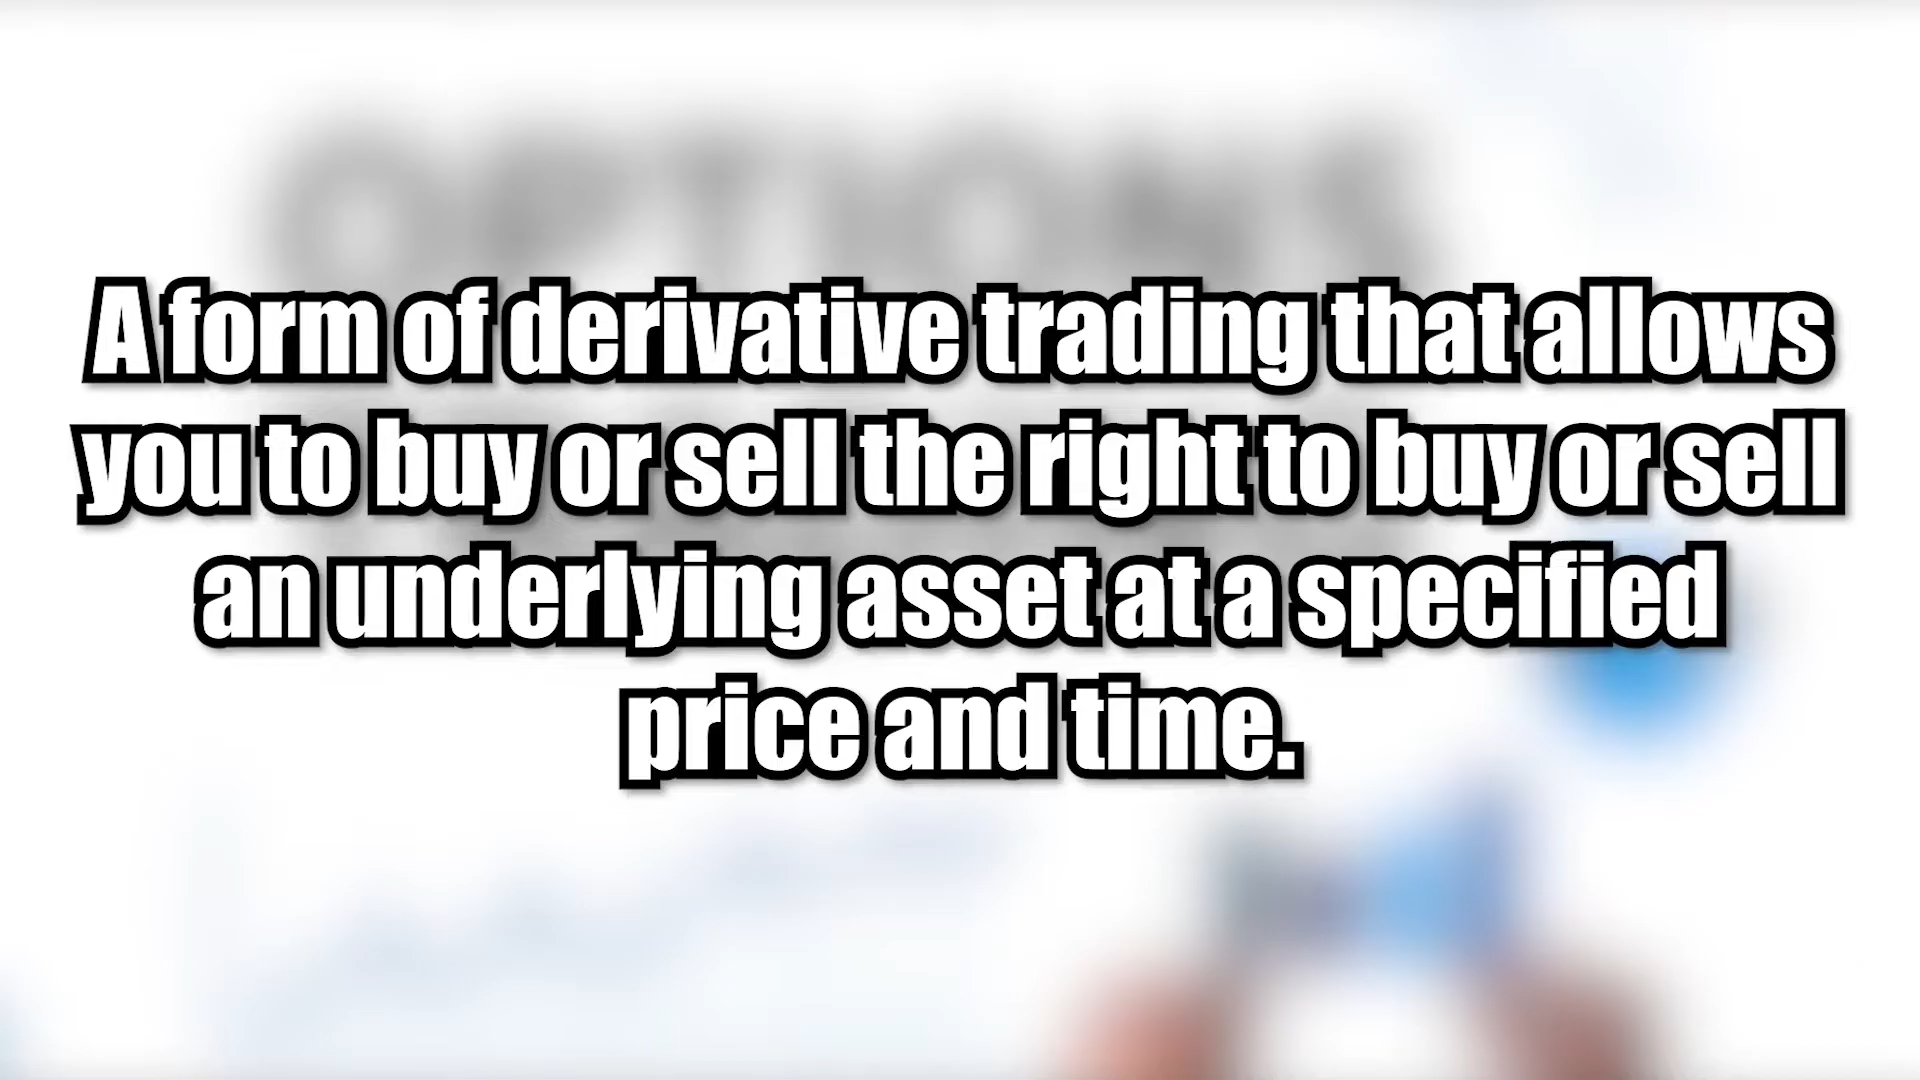 OPTIONS
A form of derivative trading that allows
you to buy or sell the right to buy or sell
an underlying asset at a specified
price and time.